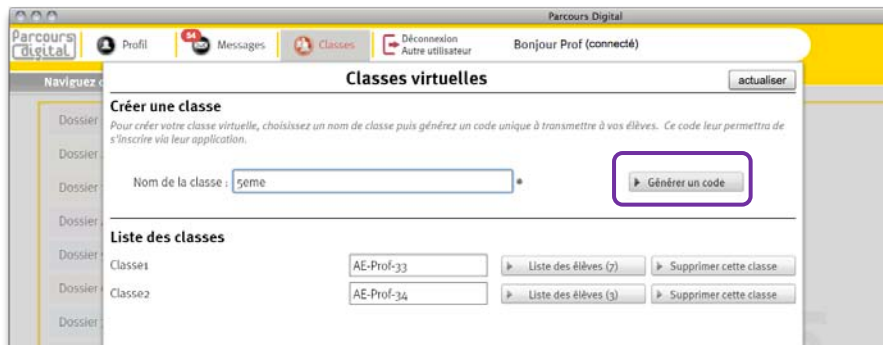 Parcours Digital
Parcours digital
Profil
94
Messages
Classes
Déconnexion
Autre utilisateur
Bonjour Prof (connecté)
Naviguez
Classes virtuelles
actualiser
Créer une classe
Pour créer votre classe virtuelle, choisissez un nom de classe puis générez un code unique à transmettre à vos élèves. Ce code leur permettra de
s'inscrire via leur application.
Nom de la classe : 5eme
Générer un code
Liste des classes
Classe1 AE-Prof-33 Liste des élèves (7) Supprimer cette classe
Classe2 AE-Prof-34 Liste des élèves (3) Supprimer cette classe
Dossier
Dossier
Dossier
Dossier
Dossier
Dossier
Dossier